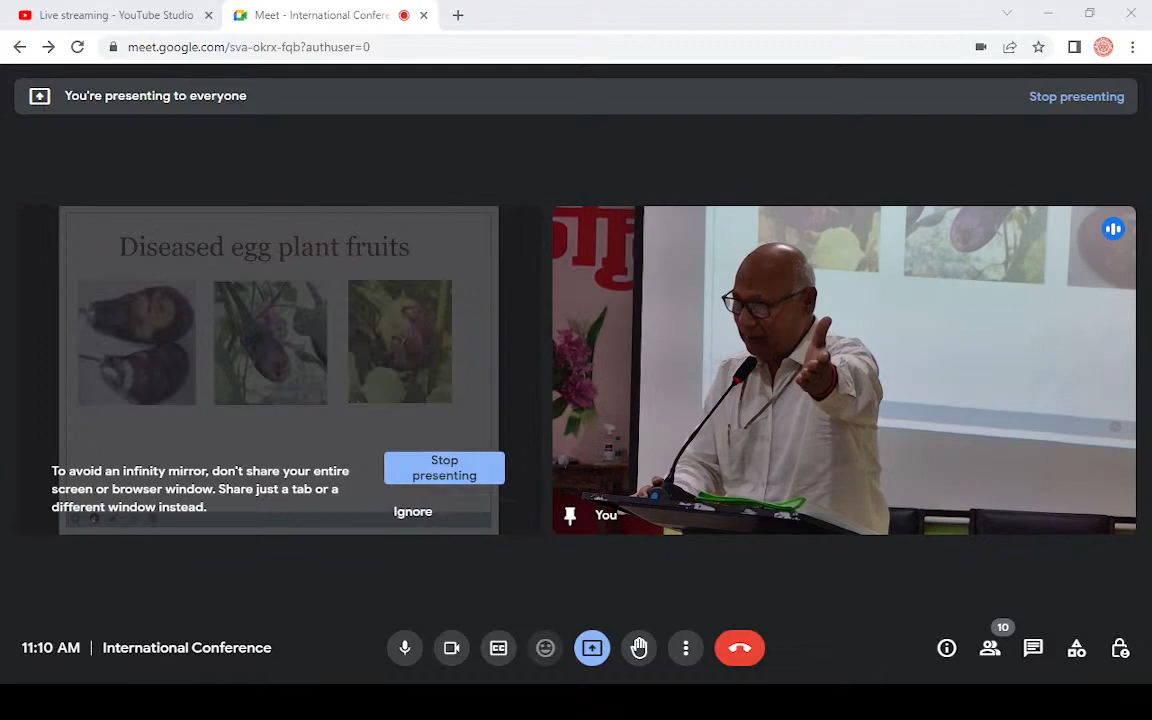 Live streaming - YouTube Studio
Meet - International Confere
meet.google.com/sva-okrx-fqb?authuser=0
You're presenting to everyone
Stop presenting
Diseased egg plant fruits
To avoid an infinity mirror, don't share your entire
screen or browser window. Share just a tab or a
different window instead.
Stop
presenting
Ignore
You
11:10 AM | International Conference
CC
10